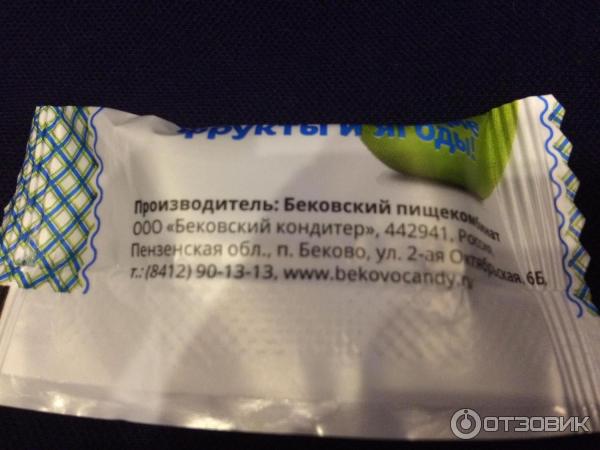 фрукты и ягоды!
Производитель: Бековский пищекомбинат
ООО «Бековский кондитер», 442941, Россия
Пензенская обл., п. Беково, ул. 2-ая Октябрьская, 6Б,
т.:(8412) 90-13-13, www.bekovocandy.ru
ОТЗОВИК